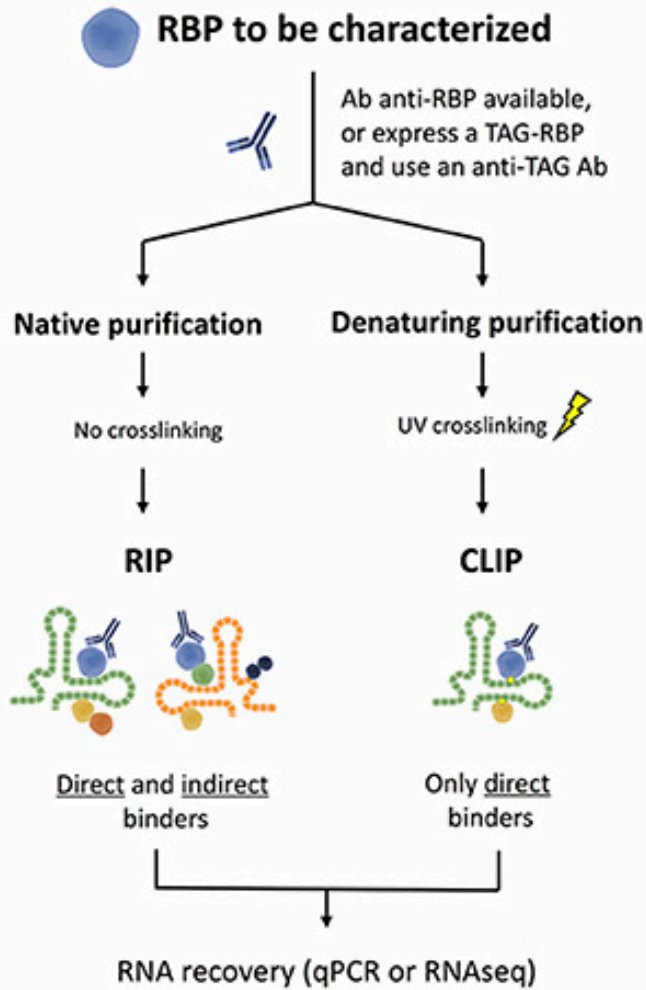 RBP to be characterized
Ab anti-RBP available,
or express a TAG-RBP
and use an anti-TAG Ab
Native purification
Denaturing purification
No crosslinking
UV crosslinking
RIP
CLIP
Direct and indirect
binders
Only direct
binders
RNA recovery (qPCR or RNAseq)